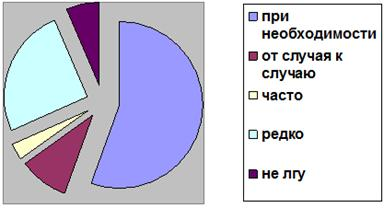 при
необходимости
от случая к
случаю
часто
редко
не лгу